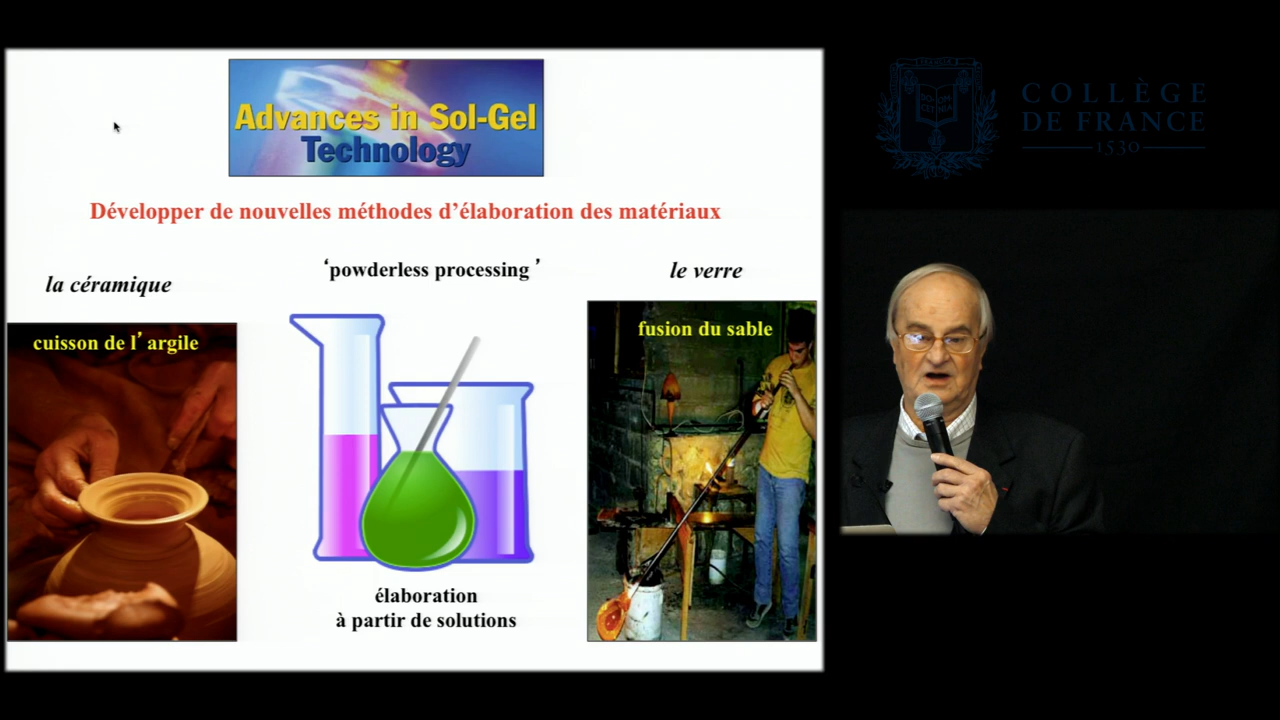 Advances in Sol-Gel
Technology
Développer de nouvelles méthodes d’élaboration des matériaux
la céramique
‘powderless processing ’
le verre
cuisson de l’ argile
fusion du sable
élaboration
à partir de solutions
COLLÈGE
DE FRANCE
1530